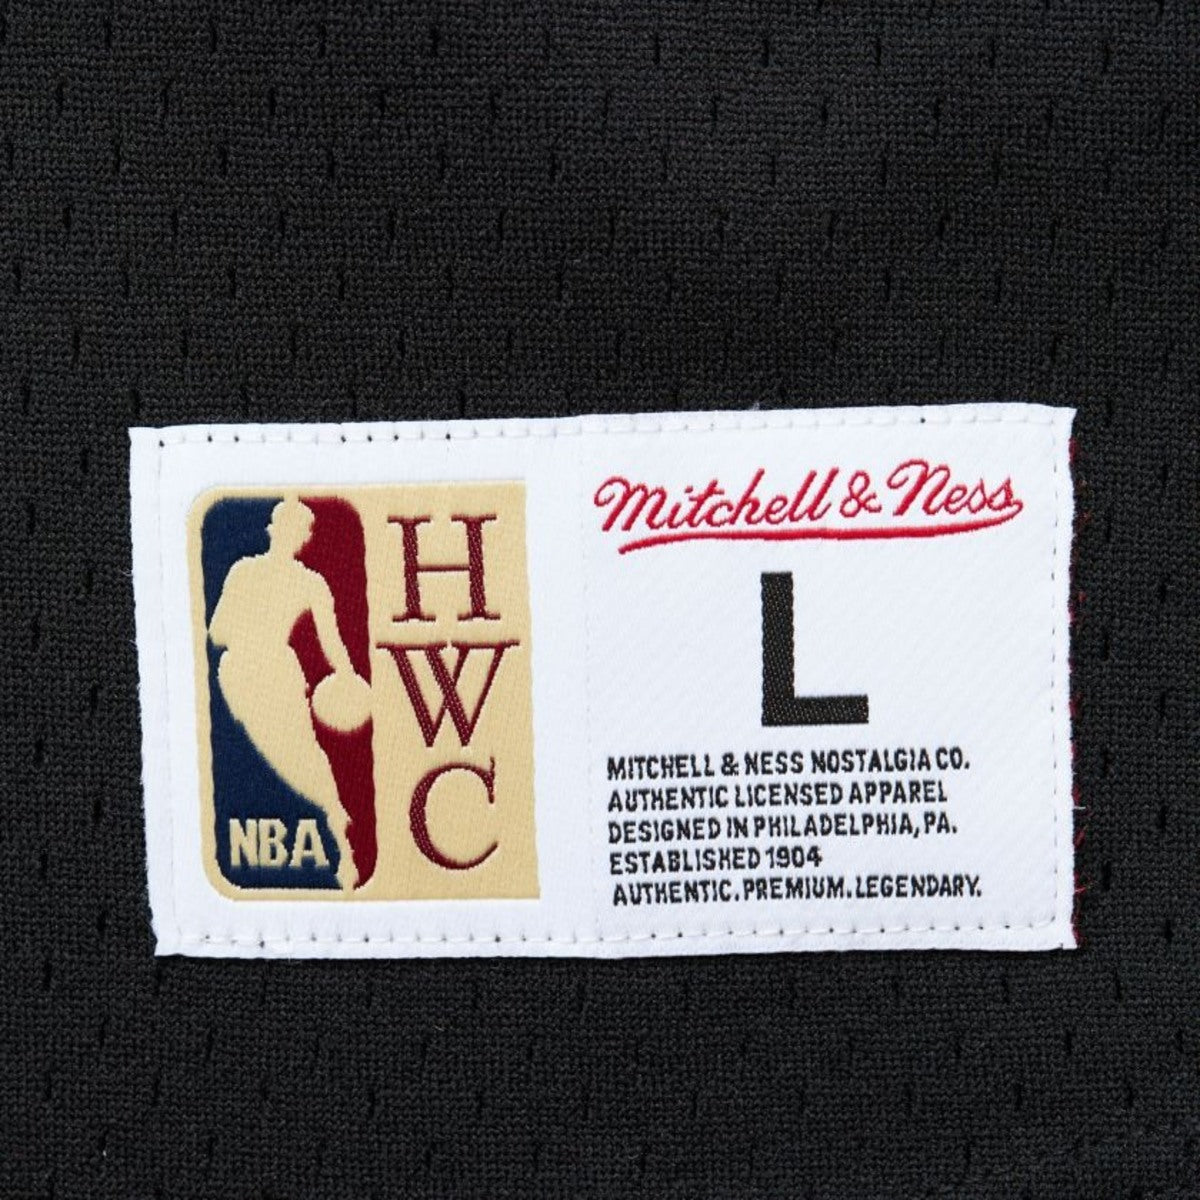 NBA
H
W
C
Mitchell & Ness
L
MITCHELL & NESS NOSTALGIA CO.
AUTHENTIC LICENSED APPAREL
DESIGNED IN PHILADELPHIA, PA.
ESTABLISHED 1904
AUTHENTIC. PREMIUM. LEGENDARY.